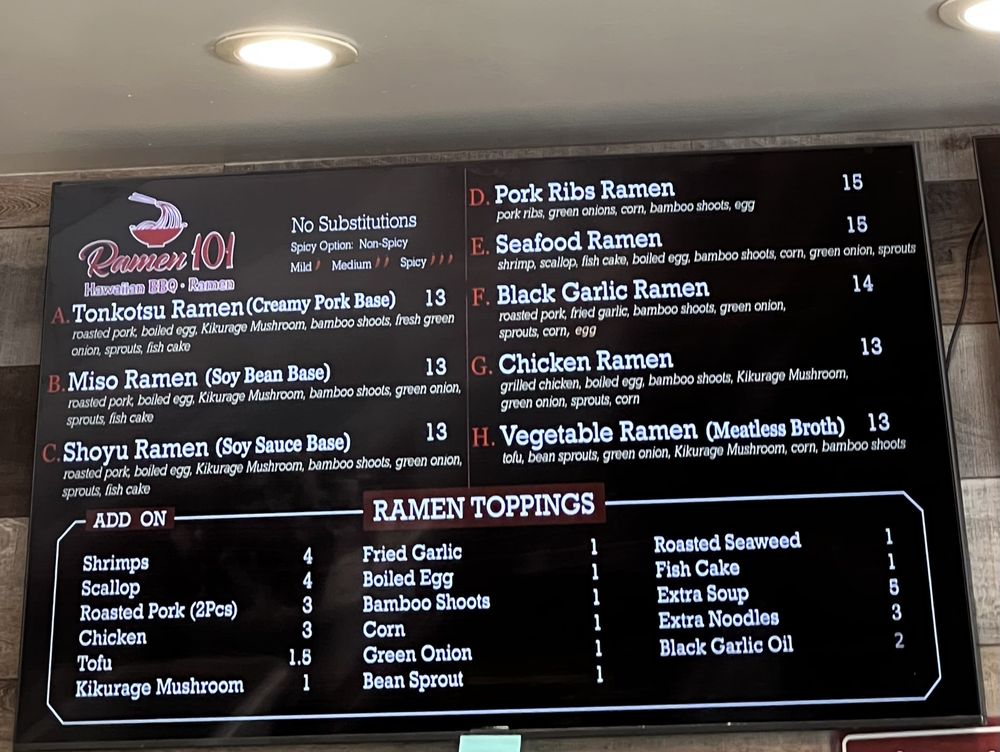 Ramen 101
Hawaiian BBQ • Ramen
No Substitutions
Spicy Option: Non-Spicy
Mild Medium Spicy
A. Tonkotsu Ramen (Creamy Pork Base) 13
roasted pork, boiled egg, Kikurage Mushroom, bamboo shoots, fresh green
onion, sprouts, fish cake
B. Miso Ramen (Soy Bean Base) 13
roasted pork, boiled egg, Kikurage Mushroom, bamboo shoots, green onion,
sprouts, fish cake
C. Shoyu Ramen (Soy Sauce Base) 13
roasted pork, boiled egg, Kikurage Mushroom, bamboo shoots, green onion,
sprouts, fish cake
D. Pork Ribs Ramen 15
pork ribs, green onions, corn, bamboo shoots, egg
E. Seafood Ramen 15
shrimp, scallop, fish cake, boiled egg, bamboo shoots, corn, green onion, sprouts
F. Black Garlic Ramen 14
roasted pork, fried garlic, bamboo shoots, green onion,
sprouts, corn, egg
G. Chicken Ramen 13
grilled chicken, boiled egg, bamboo shoots, Kikurage Mushroom,
green onion, sprouts, corn
H. Vegetable Ramen (Meatless Broth) 13
tofu, bean sprouts, green onion, Kikurage Mushroom, corn, bamboo shoots
RAMEN TOPPINGS
ADD ON
Shrimps 4
Scallop 4
Roasted Pork (2Pcs) 3
Chicken 3
Tofu 1.5
Kikurage Mushroom 1
Fried Garlic 1
Boiled Egg 1
Bamboo Shoots 1
Corn 1
Green Onion 1
Bean Sprout 1
Roasted Seaweed 1
Fish Cake 1
Extra Soup 5
Extra Noodles 3
Black Garlic Oil 2